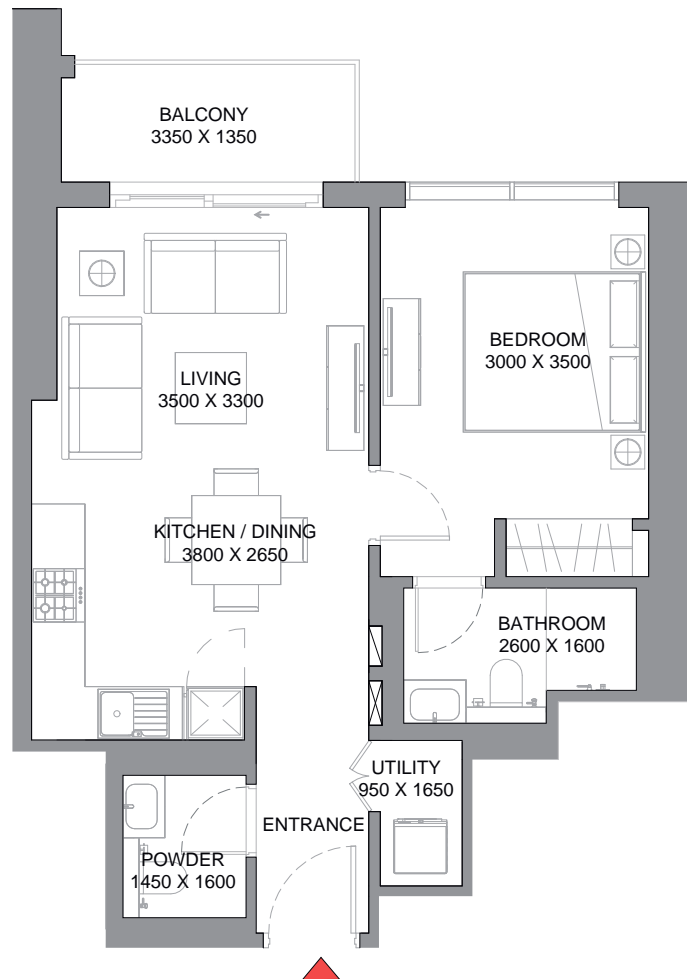 BALCONY
3350 X 1350
BEDROOM
3000 X 3500
LIVING
3500 X 3300
KITCHEN / DINING
3800 X 2650
BATHROOM
2600 X 1600
UTILITY
950 X 1650
ENTRANCE
POWDER
1450 X 1600